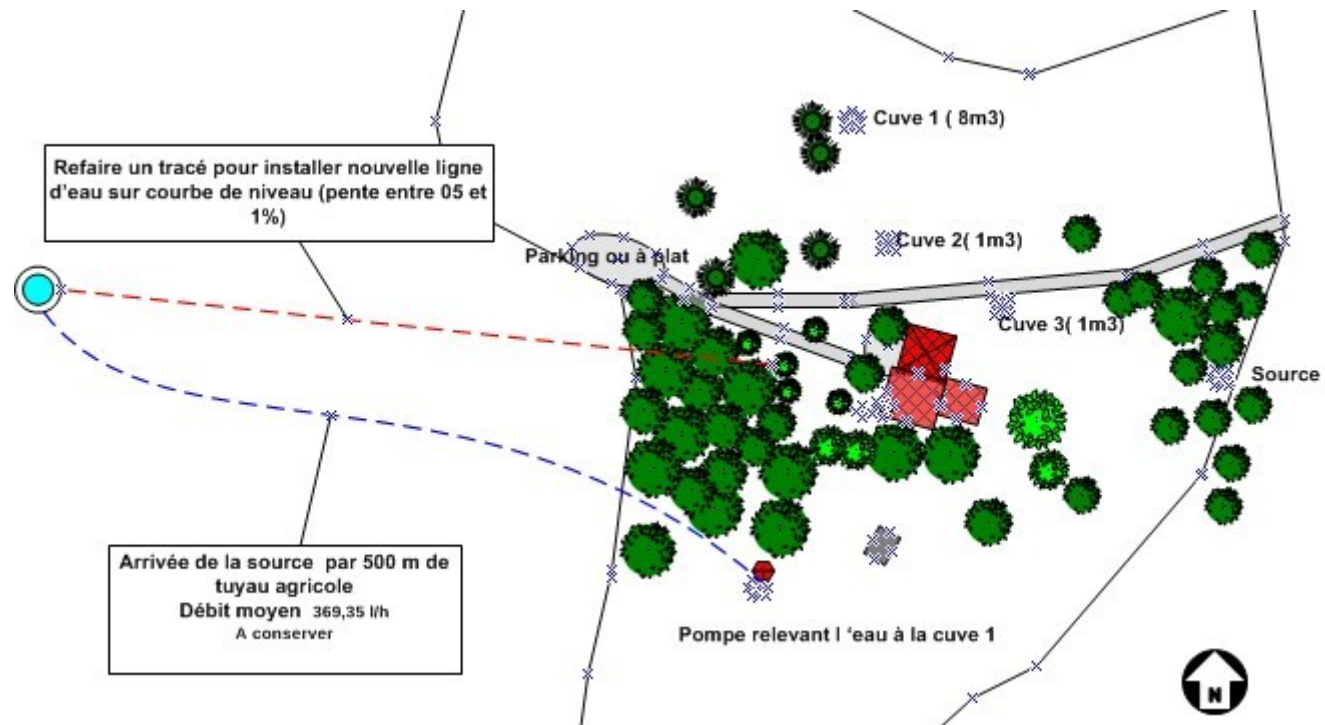 Cuve 1 ( 8m3)
Refaire un tracé pour installer nouvelle ligne
d'eau sur courbe de niveau (pente entre 05 et
1%)
Cuve 2( 1m3)
Parking ou à plat
Cuve 3( 1m3)
Source
Arrivée de la source par 500 m de
tuyau agricole
Débit moyen 369,35 l/h
A conserver
Pompe relevant l 'eau à la cuve 1
N